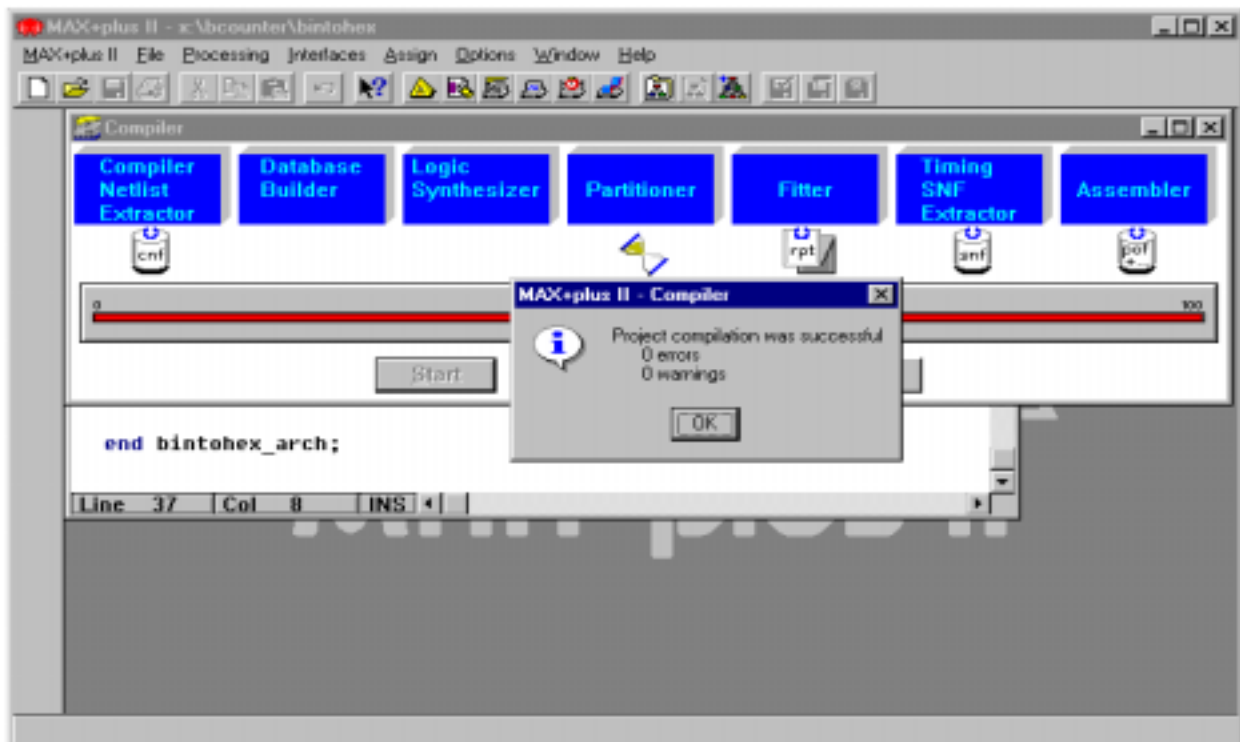 MAX+plus II - x:\bcounter\bintohex
MAX+plus II File Processing Interfaces Assign Options Window Help
Compiler
Compiler Netlist Extractor
Database Builder
Logic Synthesizer
Partitioner
Fitter
Timing SNF Extractor
Assembler
cnf
rpt
snf
pof
0
100
MAX+plus II - Compiler
Project compilation was successful
0 errors
0 warnings
OK
Start
end bintohex_arch;
Line 37 Col 8 INS